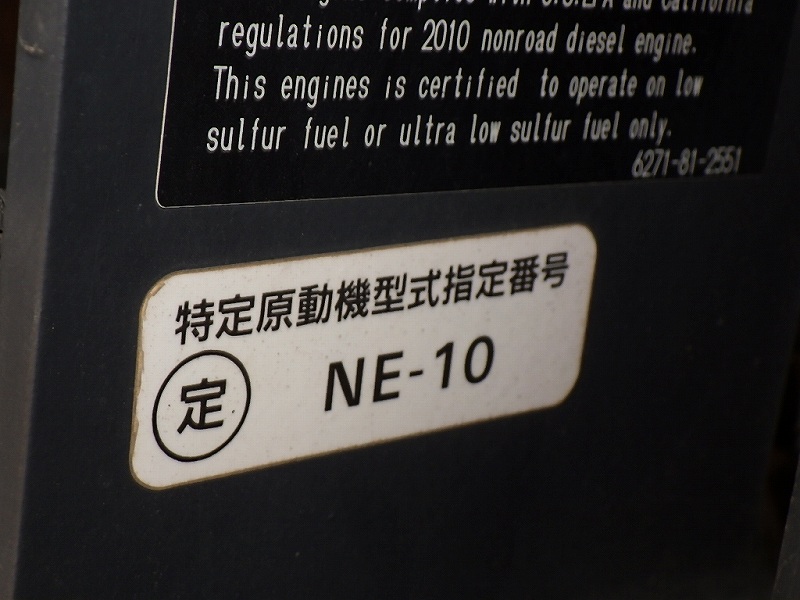 and California
regulations for 2010 nonroad diesel engine.
This engines is certified to operate on low
sulfur fuel or ultra low sulfur fuel only.
6271-81-2551
特定原動機型式指定番号
定 NE-10